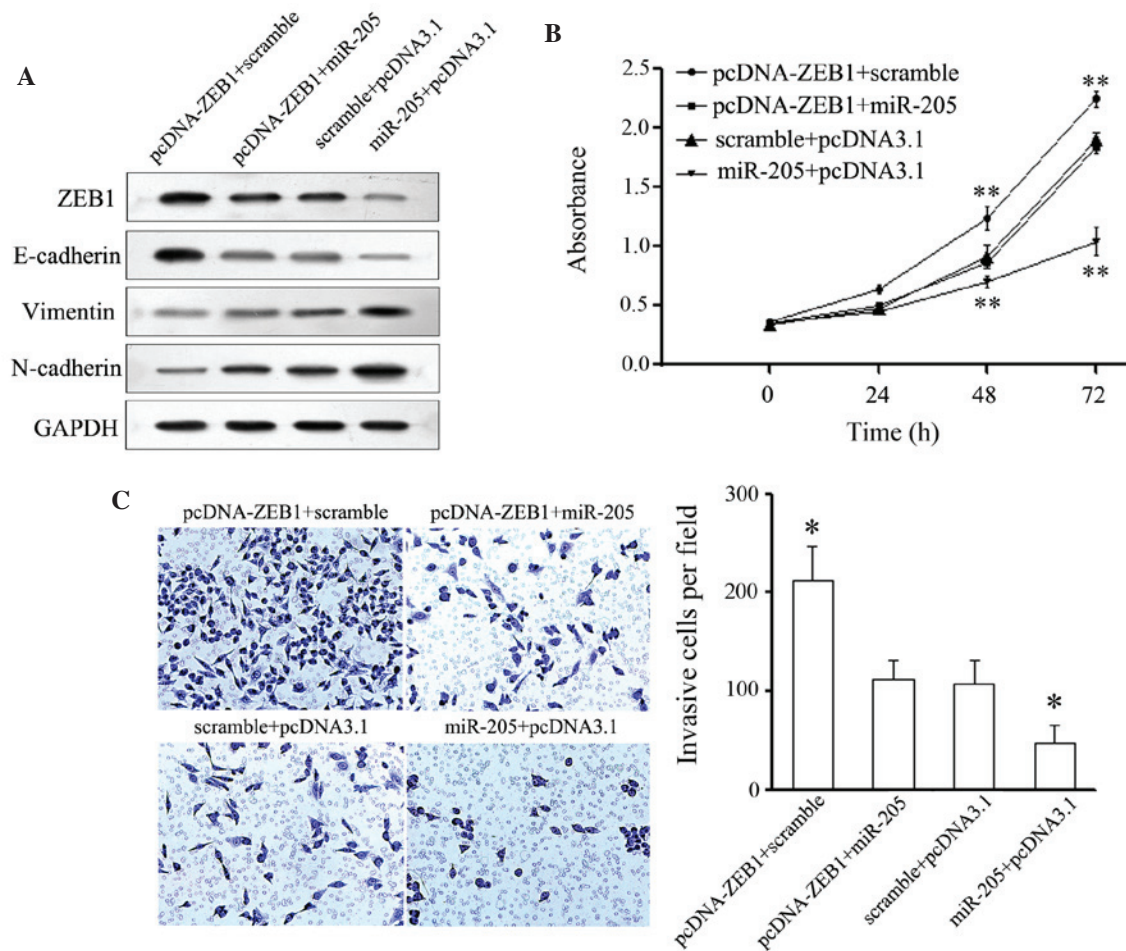 A
pcDNA-ZEB1+scramble
pcDNA-ZEB1+miR-205
scramble+pcDNA3.1
miR-205+pcDNA3.1
ZEB1
E-cadherin
Vimentin
N-cadherin
GAPDH
B
2.5
2.0
1.5
1.0
0.5
0.0
Absorbance
pcDNA-ZEB1+scramble
pcDNA-ZEB1+miR-205
scramble+pcDNA3.1
miR-205+pcDNA3.1
**
**
**
**
0 24 48 72
Time (h)
C
pcDNA-ZEB1+scramble pcDNA-ZEB1+miR-205
scramble+pcDNA3.1 miR-205+pcDNA3.1
300
200
100
0
Invasive cells per field
*
*
pcDNA-ZEB1+scramble
pcDNA-ZEB1+miR-205
scramble+pcDNA3.1
miR-205+pcDNA3.1